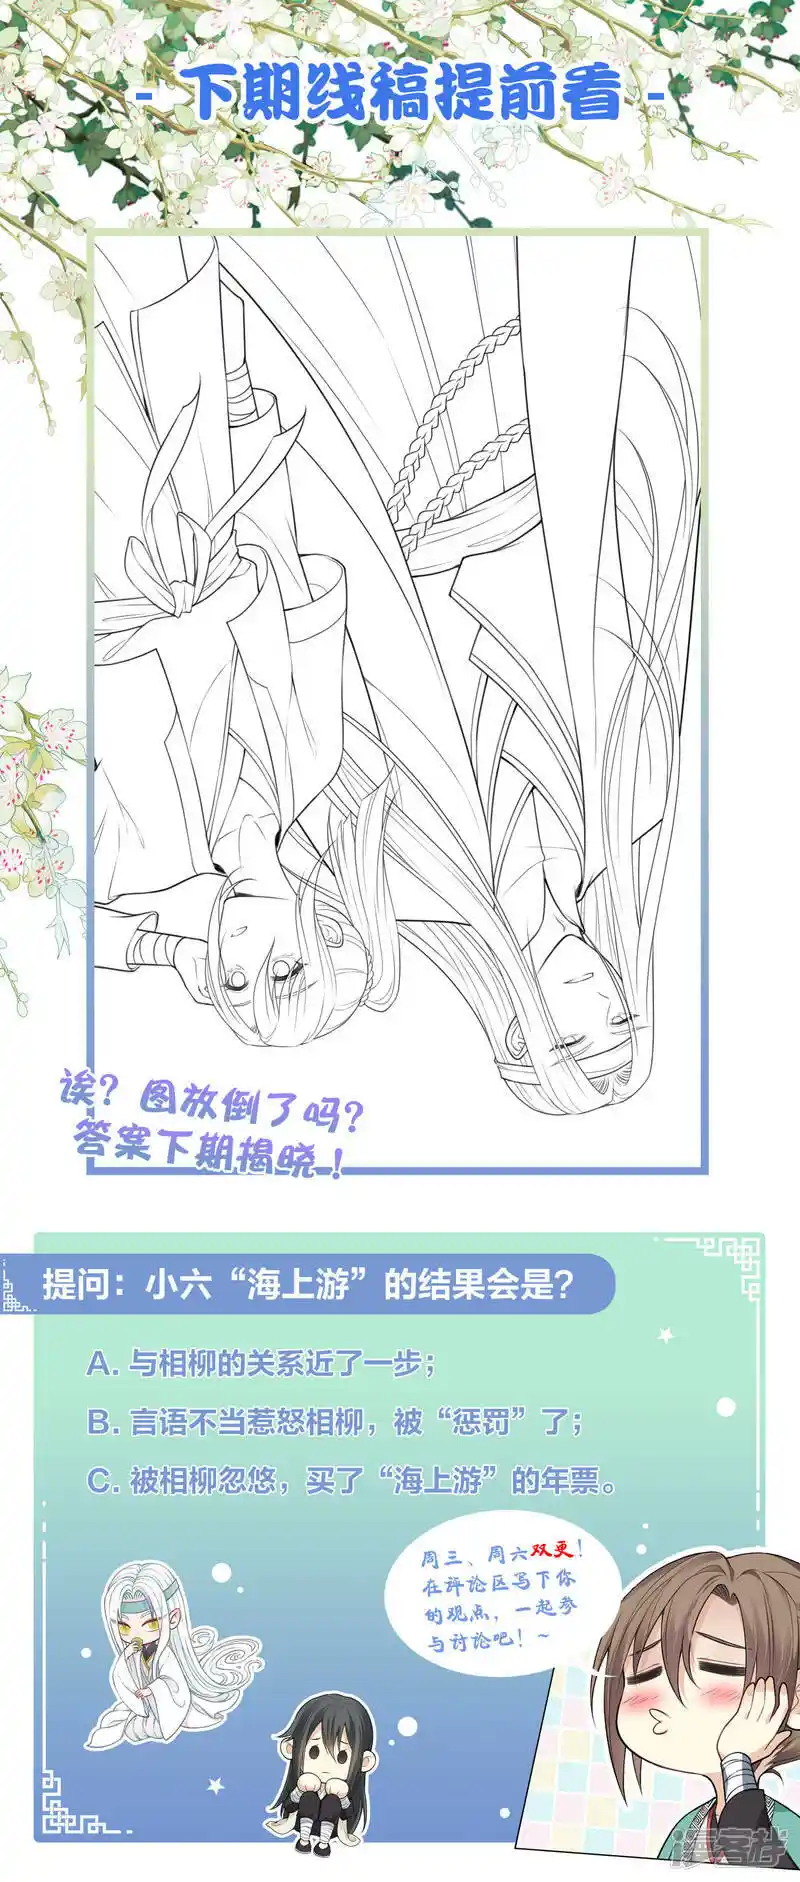 - 下期线稿提前看 -
诶？图放倒了吗？
答案下期揭晓！
提问：小六“海上游”的结果会是？
A. 与相柳的关系近了一步；
B. 言语不当惹怒相柳，被“惩罚”了；
C. 被相柳忽悠，买了“海上游”的年票。
周三、周六双更！
在评论区写下你
的观点，一起参
与讨论吧！~
漫客栈